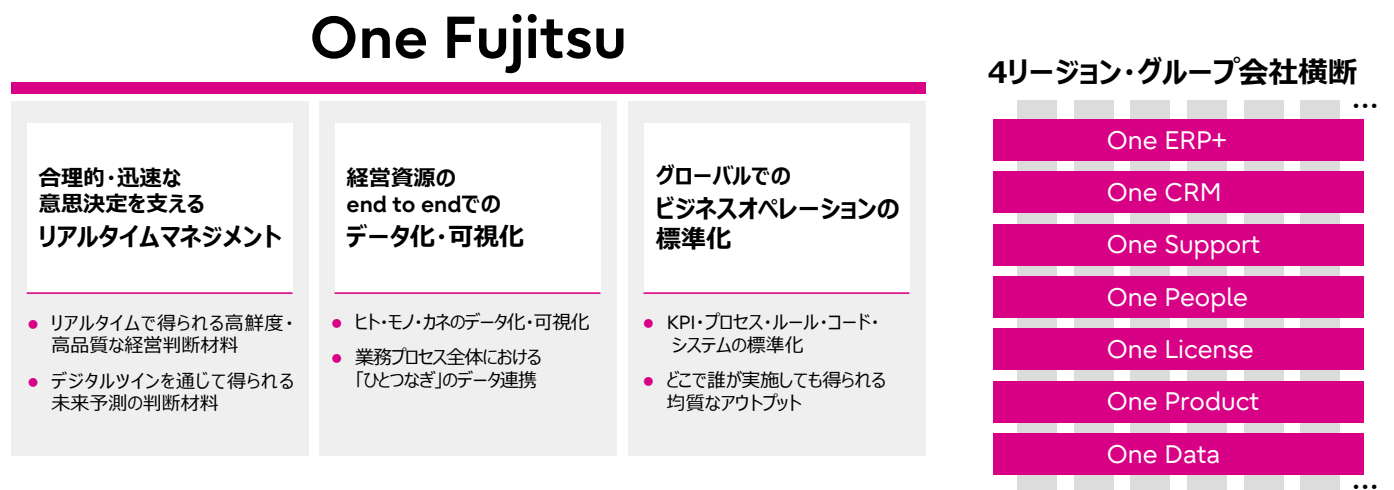 One Fujitsu
合理的・迅速な
意思決定を支える
リアルタイムマネジメント
● リアルタイムで得られる高鮮度・
高品質な経営判断材料
● デジタルツインを通じて得られる
未来予測の判断材料
経営資源の
end to endでの
データ化・可視化
● ヒト・モノ・カネのデータ化・可視化
● 業務プロセス全体における
「ひとつなぎ」のデータ連携
グローバルでの
ビジネスオペレーションの
標準化
● KPI・プロセス・ルール・コード・
システムの標準化
● どこで誰が実施しても得られる
均質なアウトプット
4リージョン・グループ会社横断
…
One ERP+
One CRM
One Support
One People
One License
One Product
One Data
…